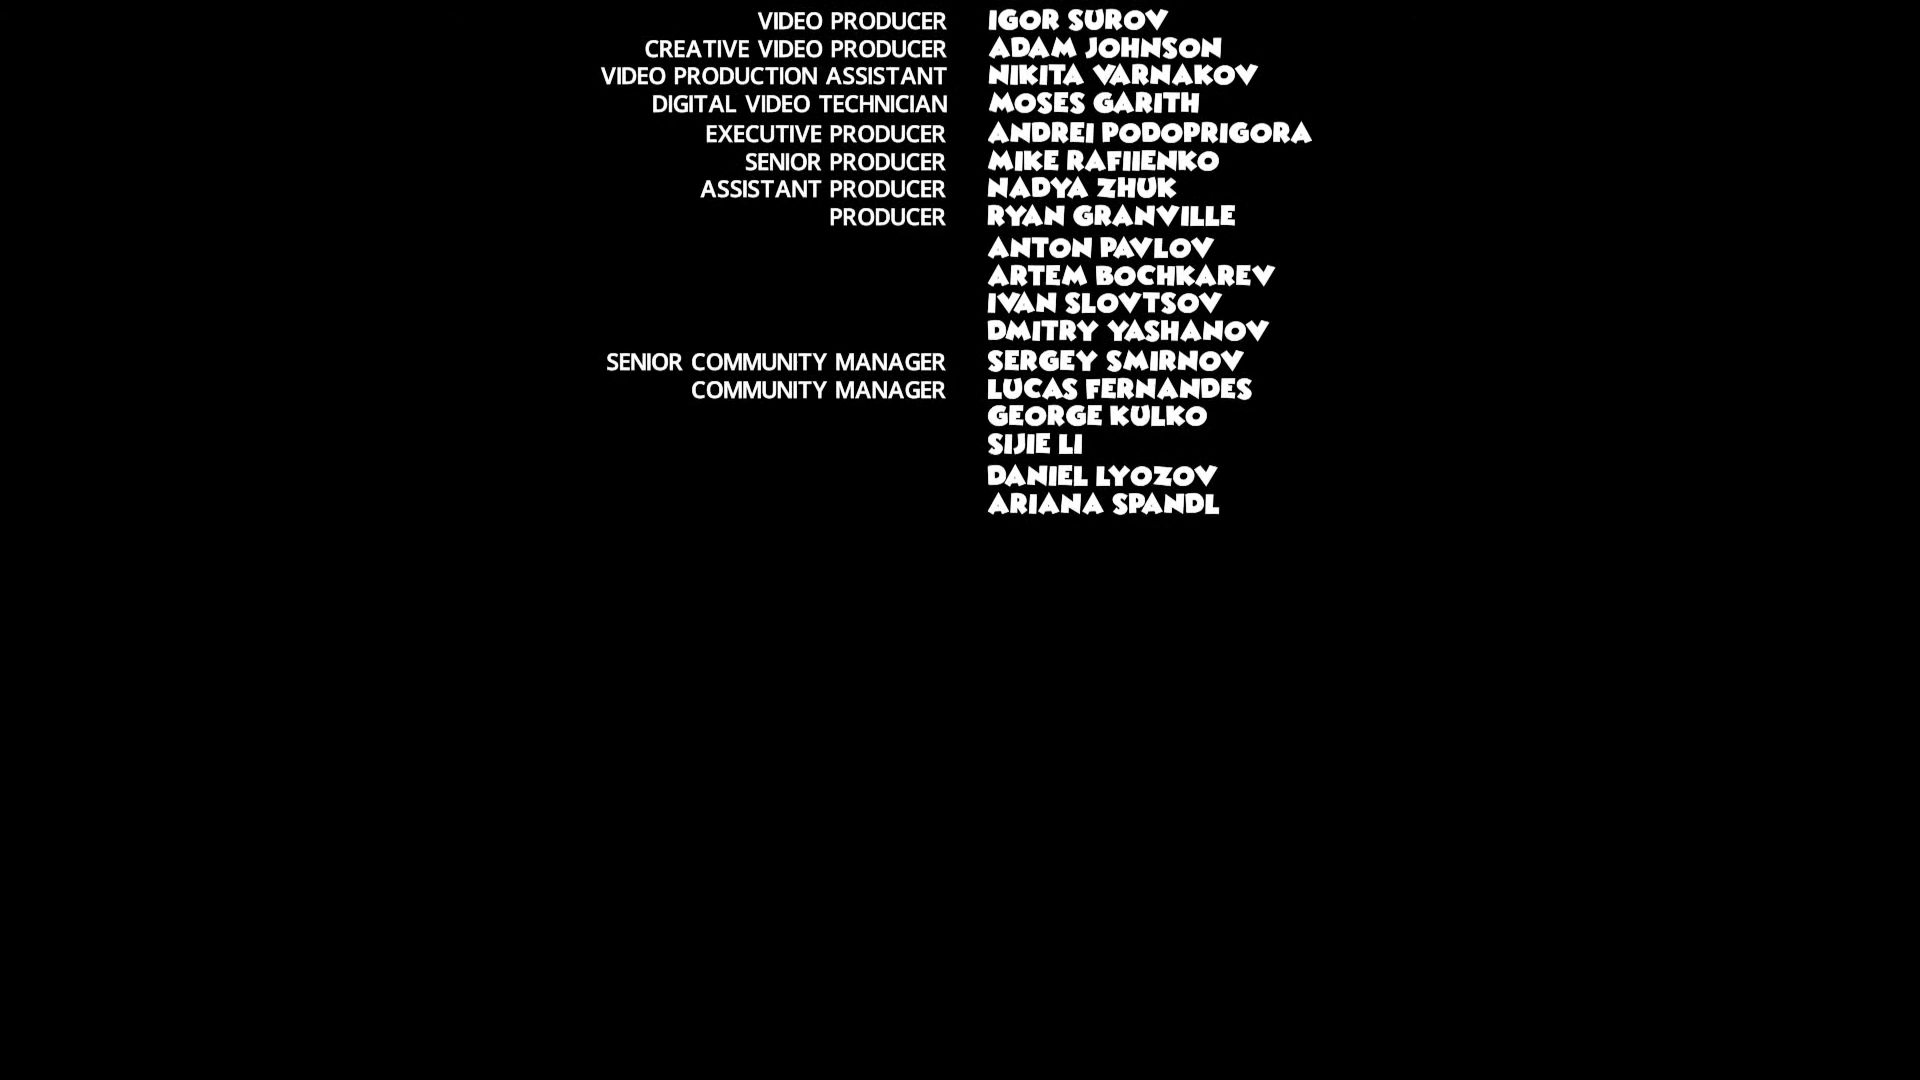 VIDEO PRODUCER IGOR SUROV
CREATIVE VIDEO PRODUCER ADAM JOHNSON
VIDEO PRODUCTION ASSISTANT NIKITA VARNAKOV
DIGITAL VIDEO TECHNICIAN MOSES GARITH
EXECUTIVE PRODUCER ANDREI PODOPRIGORA
SENIOR PRODUCER MIKE RAFIIENKO
ASSISTANT PRODUCER NADYA ZHUK
PRODUCER RYAN GRANVILLE
ANTON PAVLOV
ARTEM BOCHKAREV
IVAN SLOVTSOV
DMITRY YASHANOV
SENIOR COMMUNITY MANAGER SERGEY SMIRNOV
COMMUNITY MANAGER LUCAS FERNANDES
GEORGE KULKO
SIJIE LI
DANIEL LYOZOV
ARIANA SPANDL